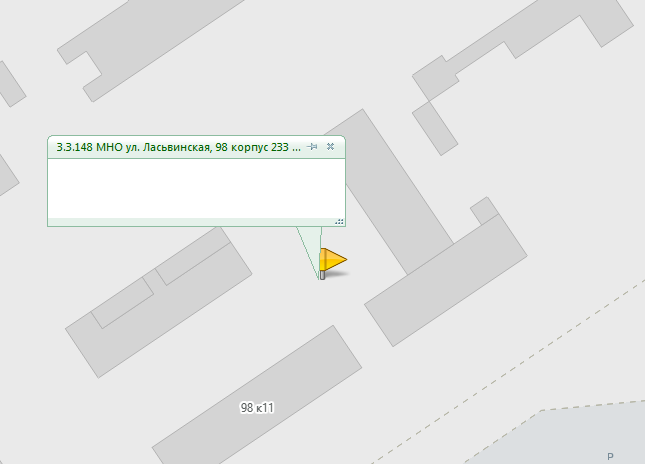 3.3.148 МНО ул. Ласьвинская, 98 корпус 233 ...
98 к11
P